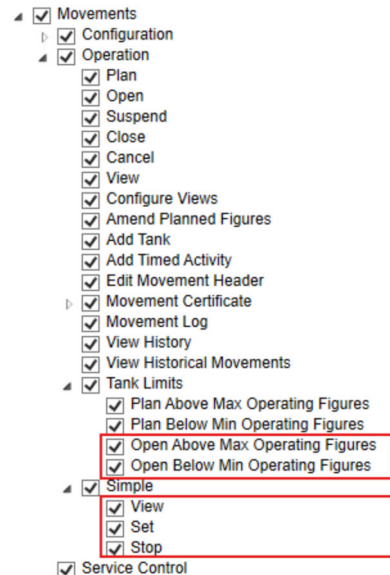 Movements
Configuration
Operation
Plan
Open
Suspend
Close
Cancel
View
Configure Views
Amend Planned Figures
Add Tank
Add Timed Activity
Edit Movement Header
Movement Certificate
Movement Log
View History
View Historical Movements
Tank Limits
Plan Above Max Operating Figures
Plan Below Min Operating Figures
Open Above Max Operating Figures
Open Below Min Operating Figures
Simple
View
Set
Stop
Service Control